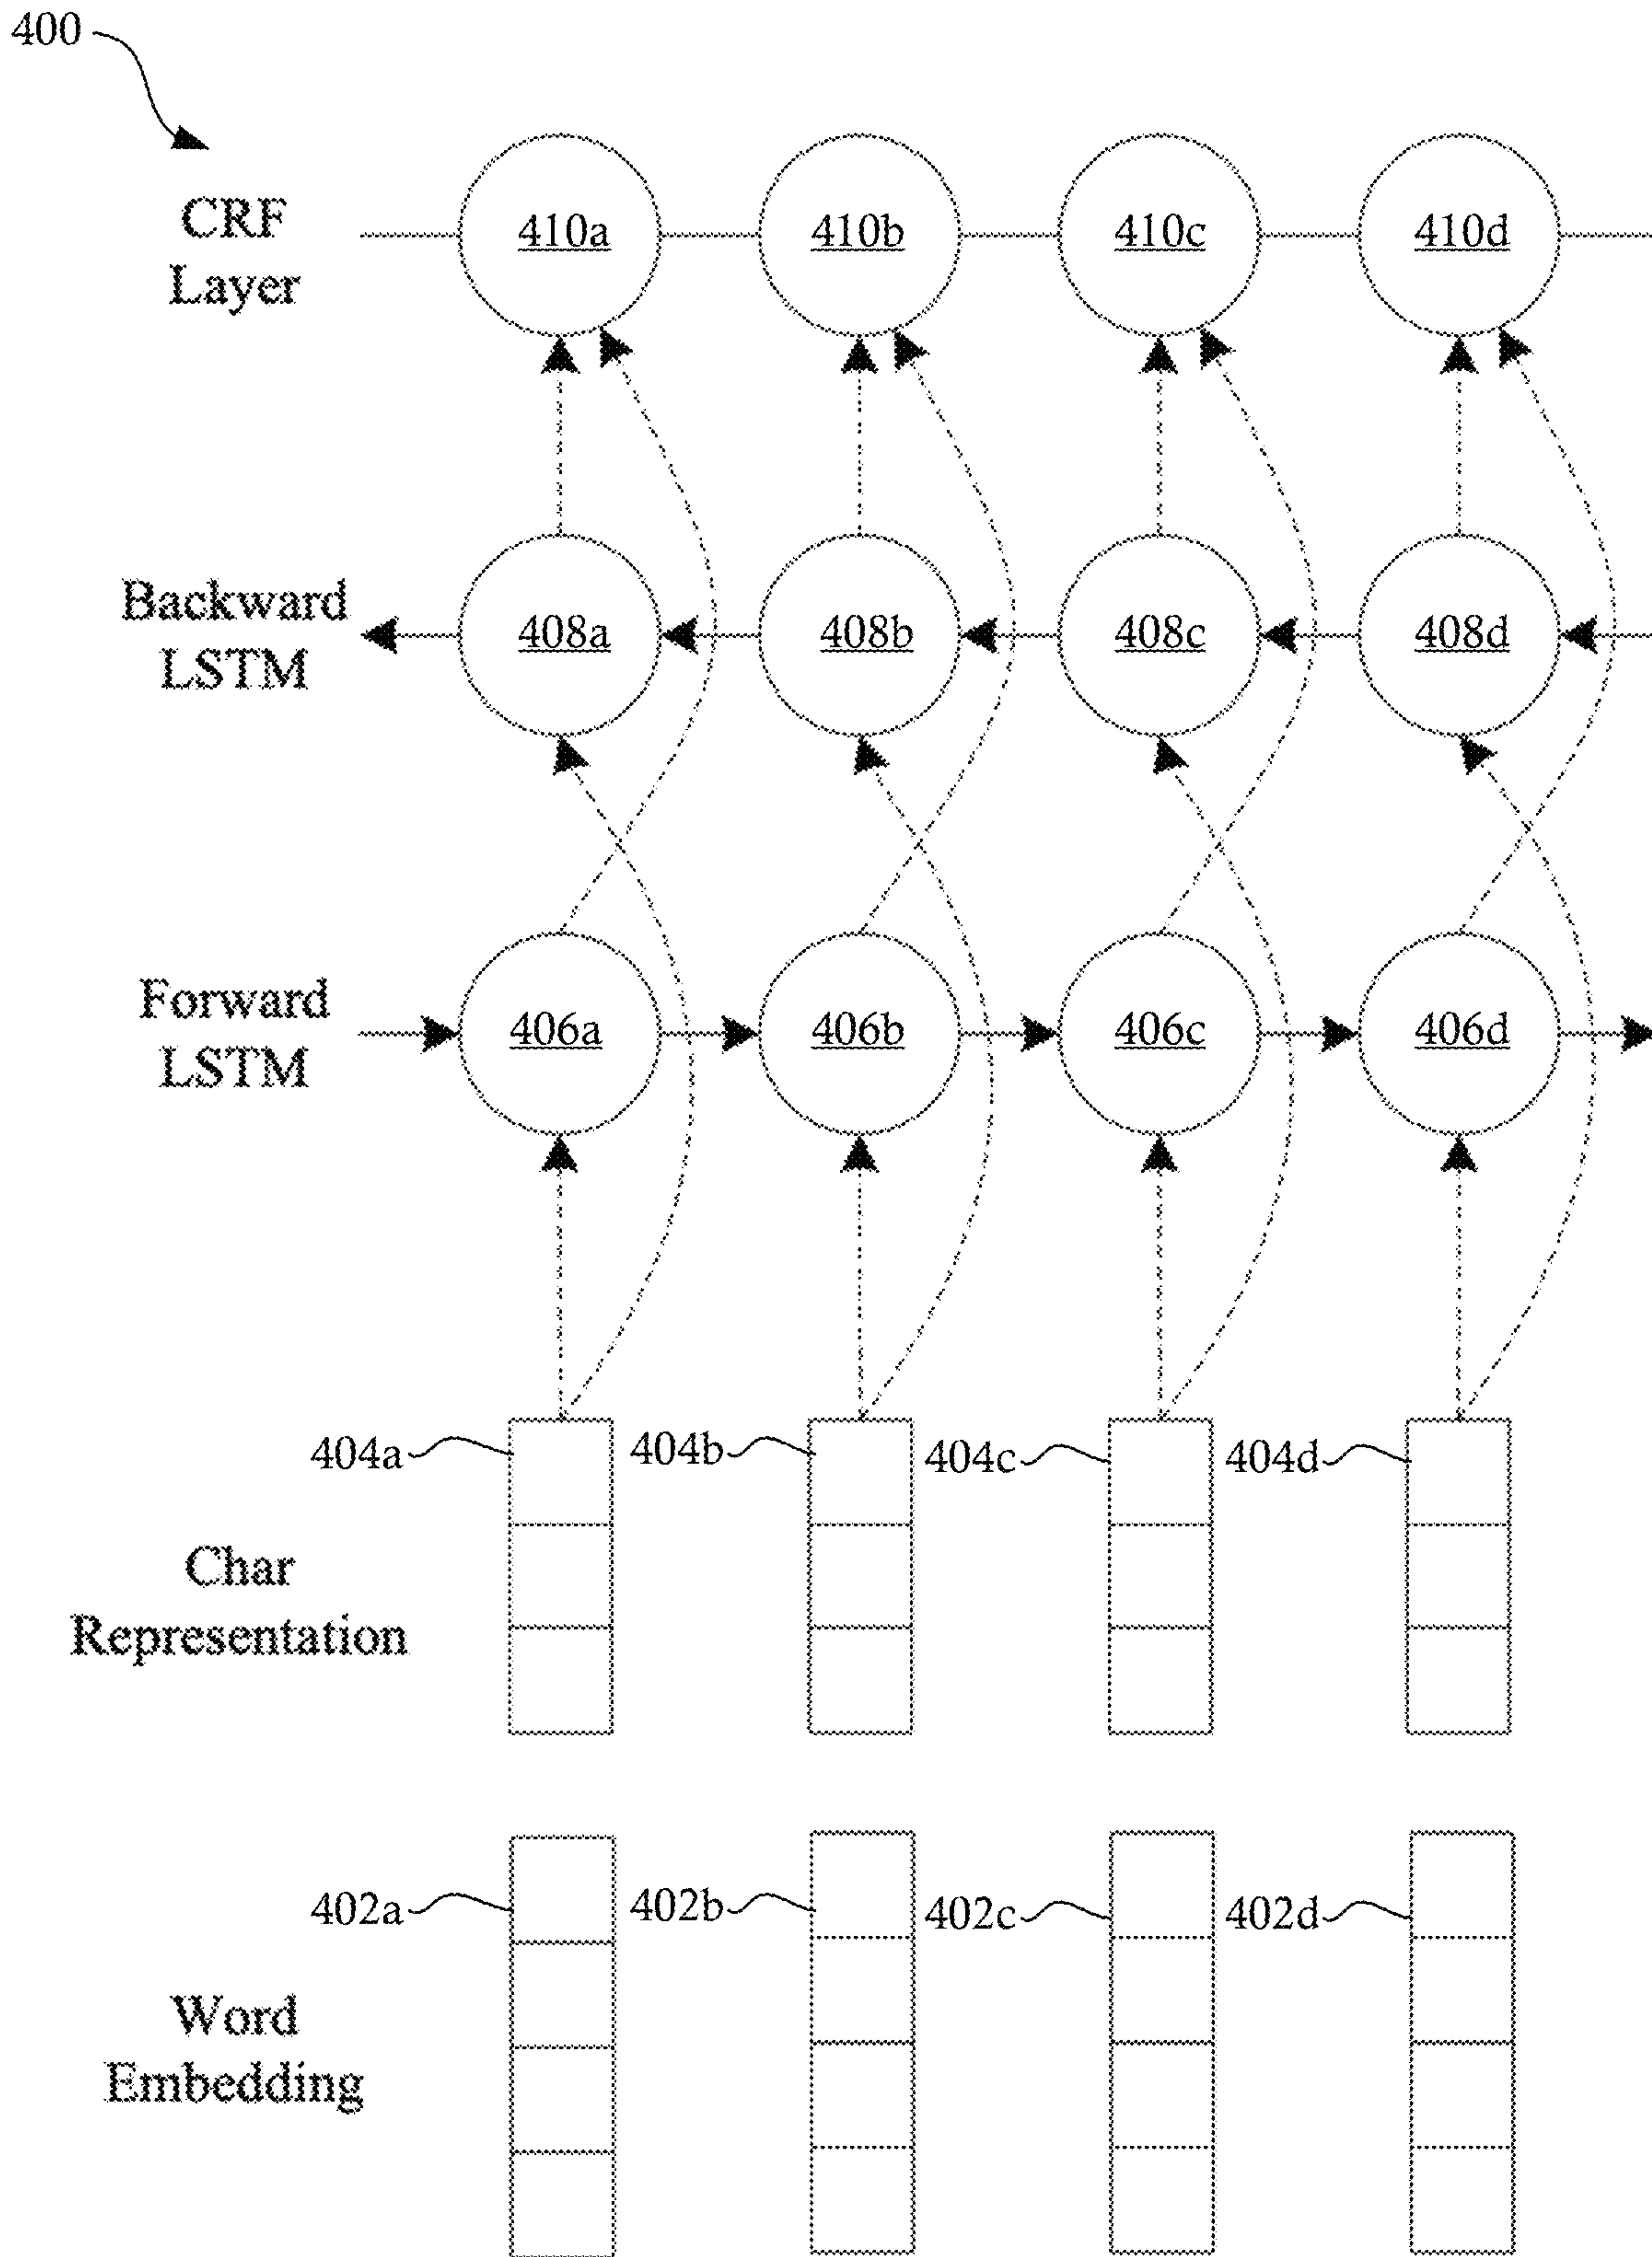 400
CRF
Layer
410a
410b
410c
410d
Backward
LSTM
408a
408b
408c
408d
Forward
LSTM
406a
406b
406c
406d
404a
404b
404c
404d
Char
Representation
402a
402b
402c
402d
Word
Embedding